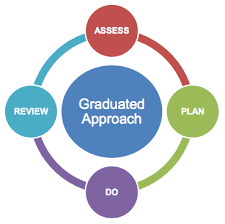 ASSESS
REVIEW
Graduated
Approach
PLAN
DO